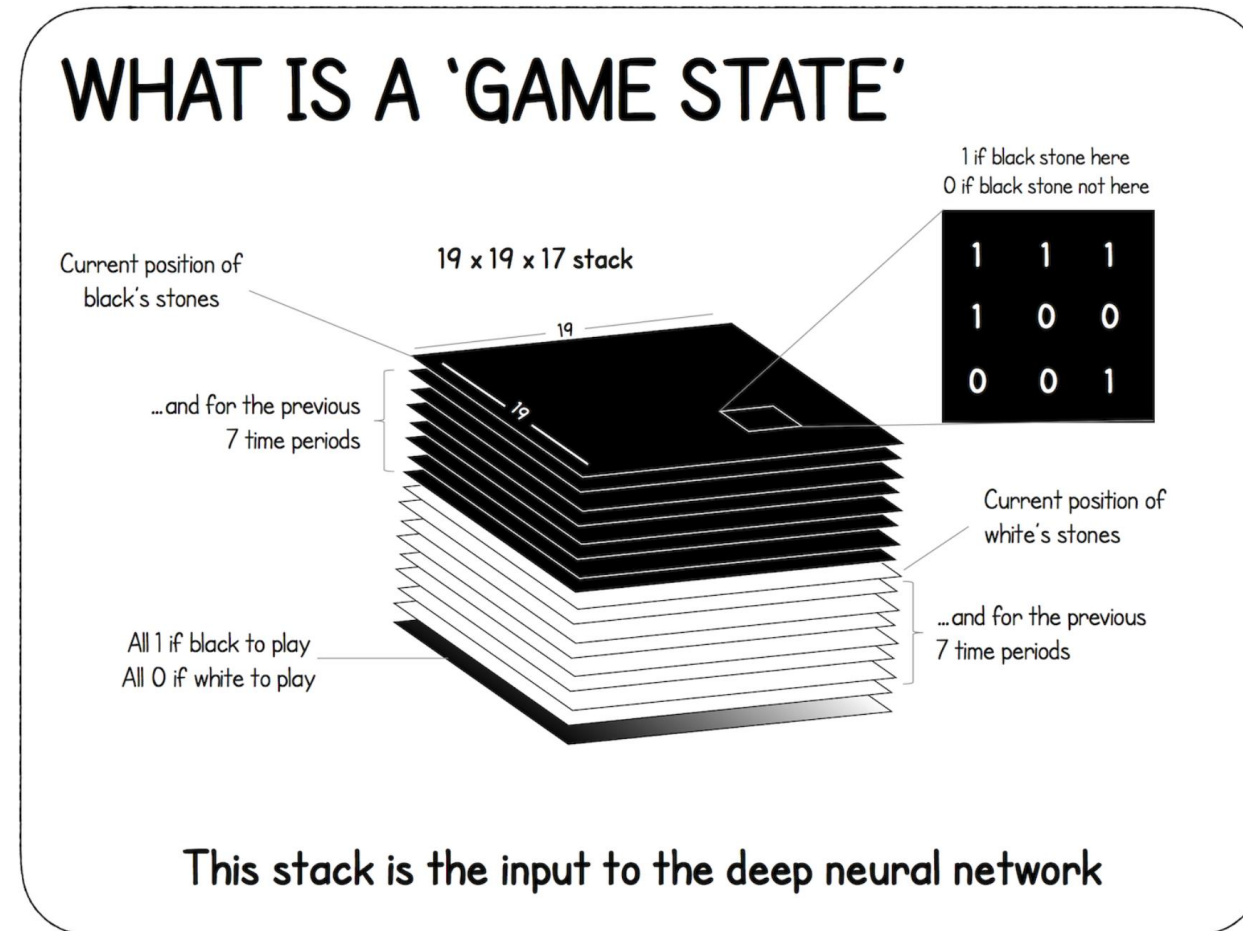 WHAT IS A ‘GAME STATE’
1 if black stone here
0 if black stone not here
1 1 1
1 0 0
0 0 1
19 x 19 x 17 stack
Current position of
black's stones
19
19
...and for the previous
7 time periods
Current position of
white's stones
...and for the previous
7 time periods
All 1 if black to play
All 0 if white to play
This stack is the input to the deep neural network